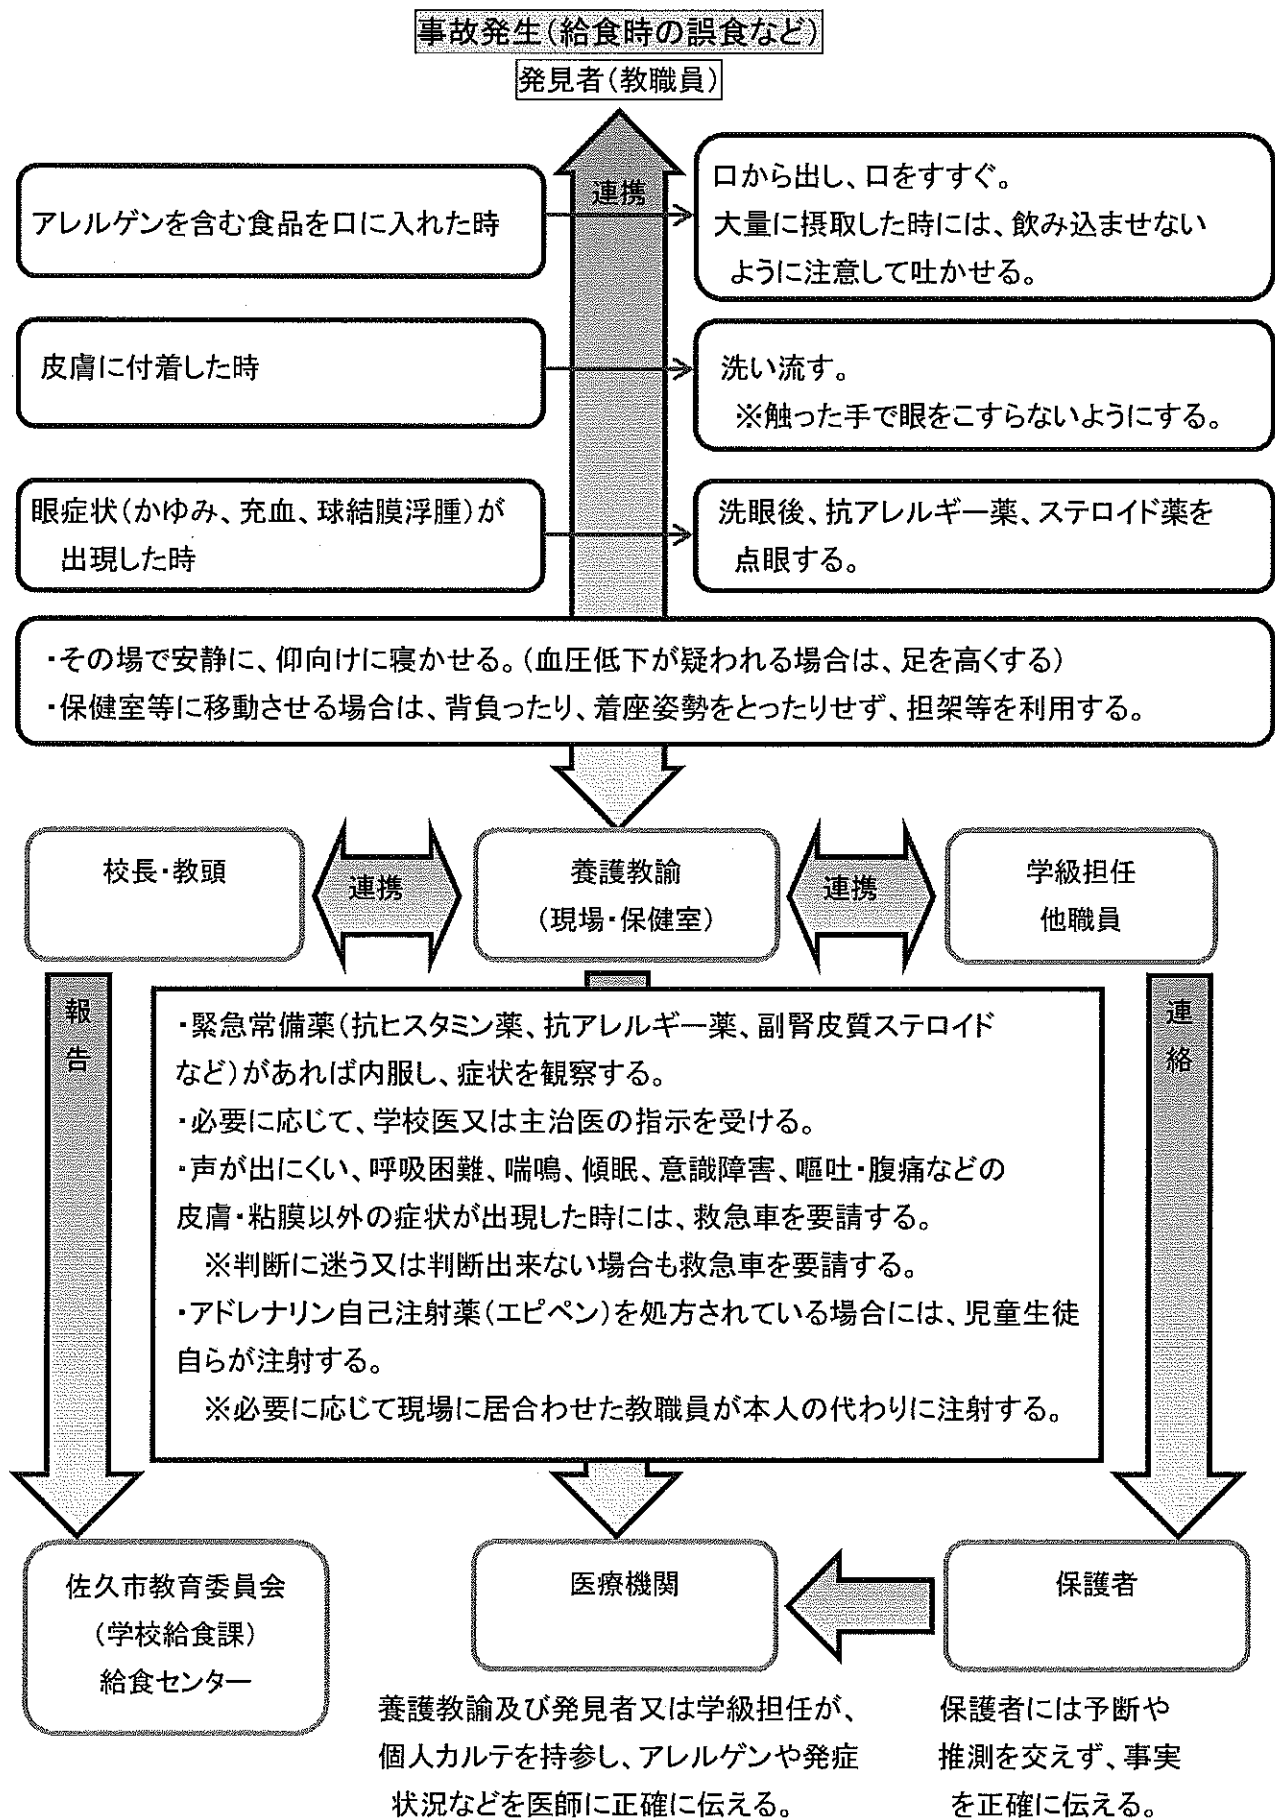 事故発生(給食時の誤食など)
発見者(教職員)
連携
アレルゲンを含む食品を口に入れた時
口から出し、口をすすぐ。
大量に摂取した時には、飲み込ませない
ように注意して吐かせる。
皮膚に付着した時
洗い流す。
※触った手で眼をこすらないようにする。
眼症状(かゆみ、充血、球結膜浮腫)が
出現した時
洗眼後、抗アレルギー薬、ステロイド薬を
点眼する。
・その場で安静に、仰向けに寝かせる。(血圧低下が疑われる場合は、足を高くする)
・保健室等に移動させる場合は、背負ったり、着座姿勢をとったりせず、担架等を利用する。
校長・教頭
連携
養護教諭
(現場・保健室)
連携
学級担任
他職員
報告
・緊急常備薬(抗ヒスタミン薬、抗アレルギー薬、副腎皮質ステロイド
など)があれば内服し、症状を観察する。
・必要に応じて、学校医又は主治医の指示を受ける。
・声が出にくい、呼吸困難、喘鳴、傾眠、意識障害、嘔吐・腹痛などの
皮膚・粘膜以外の症状が出現した時には、救急車を要請する。
※判断に迷う又は判断出来ない場合も救急車を要請する。
・アドレナリン自己注射薬(エピペン)を処方されている場合には、児童生徒
自らが注射する。
※必要に応じて現場に居合わせた教職員が本人の代わりに注射する。
連絡
佐久市教育委員会
(学校給食課)
給食センター
医療機関
保護者
養護教諭及び発見者又は学級担任が、
個人カルテを持参し、アレルゲンや発症
状況などを医師に正確に伝える。
保護者には予断や
推測を交えず、事実
を正確に伝える。